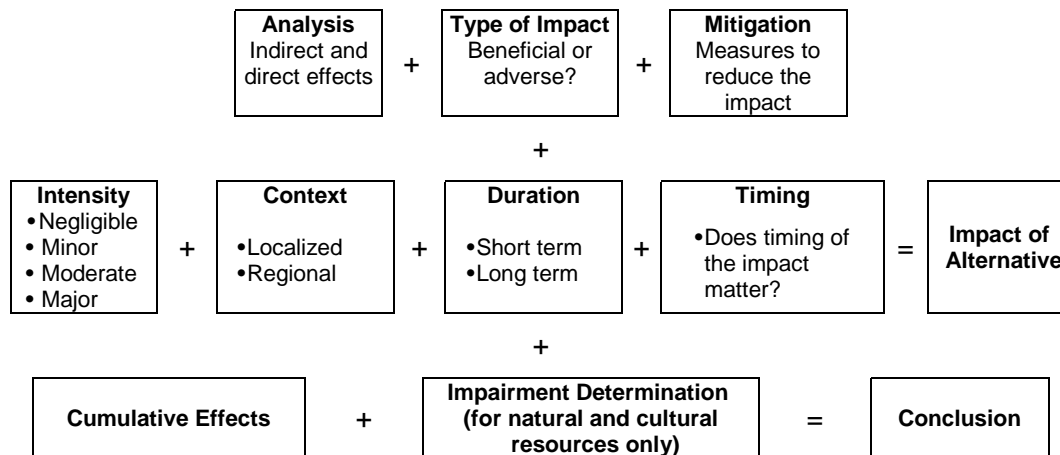 Analysis
Indirect and
direct effects
+
Type of Impact
Beneficial or
adverse?
+
Mitigation
Measures to
reduce the
impact
+
Intensity
•Negligible
• Minor
• Moderate
• Major
+
Context
•Localized
•Regional
+
Duration
•Short term
•Long term
+
Timing
•Does timing of
the impact
matter?
=
Impact of
Alternative
+
Cumulative Effects
+
Impairment Determination
(for natural and cultural
resources only)
=
Conclusion